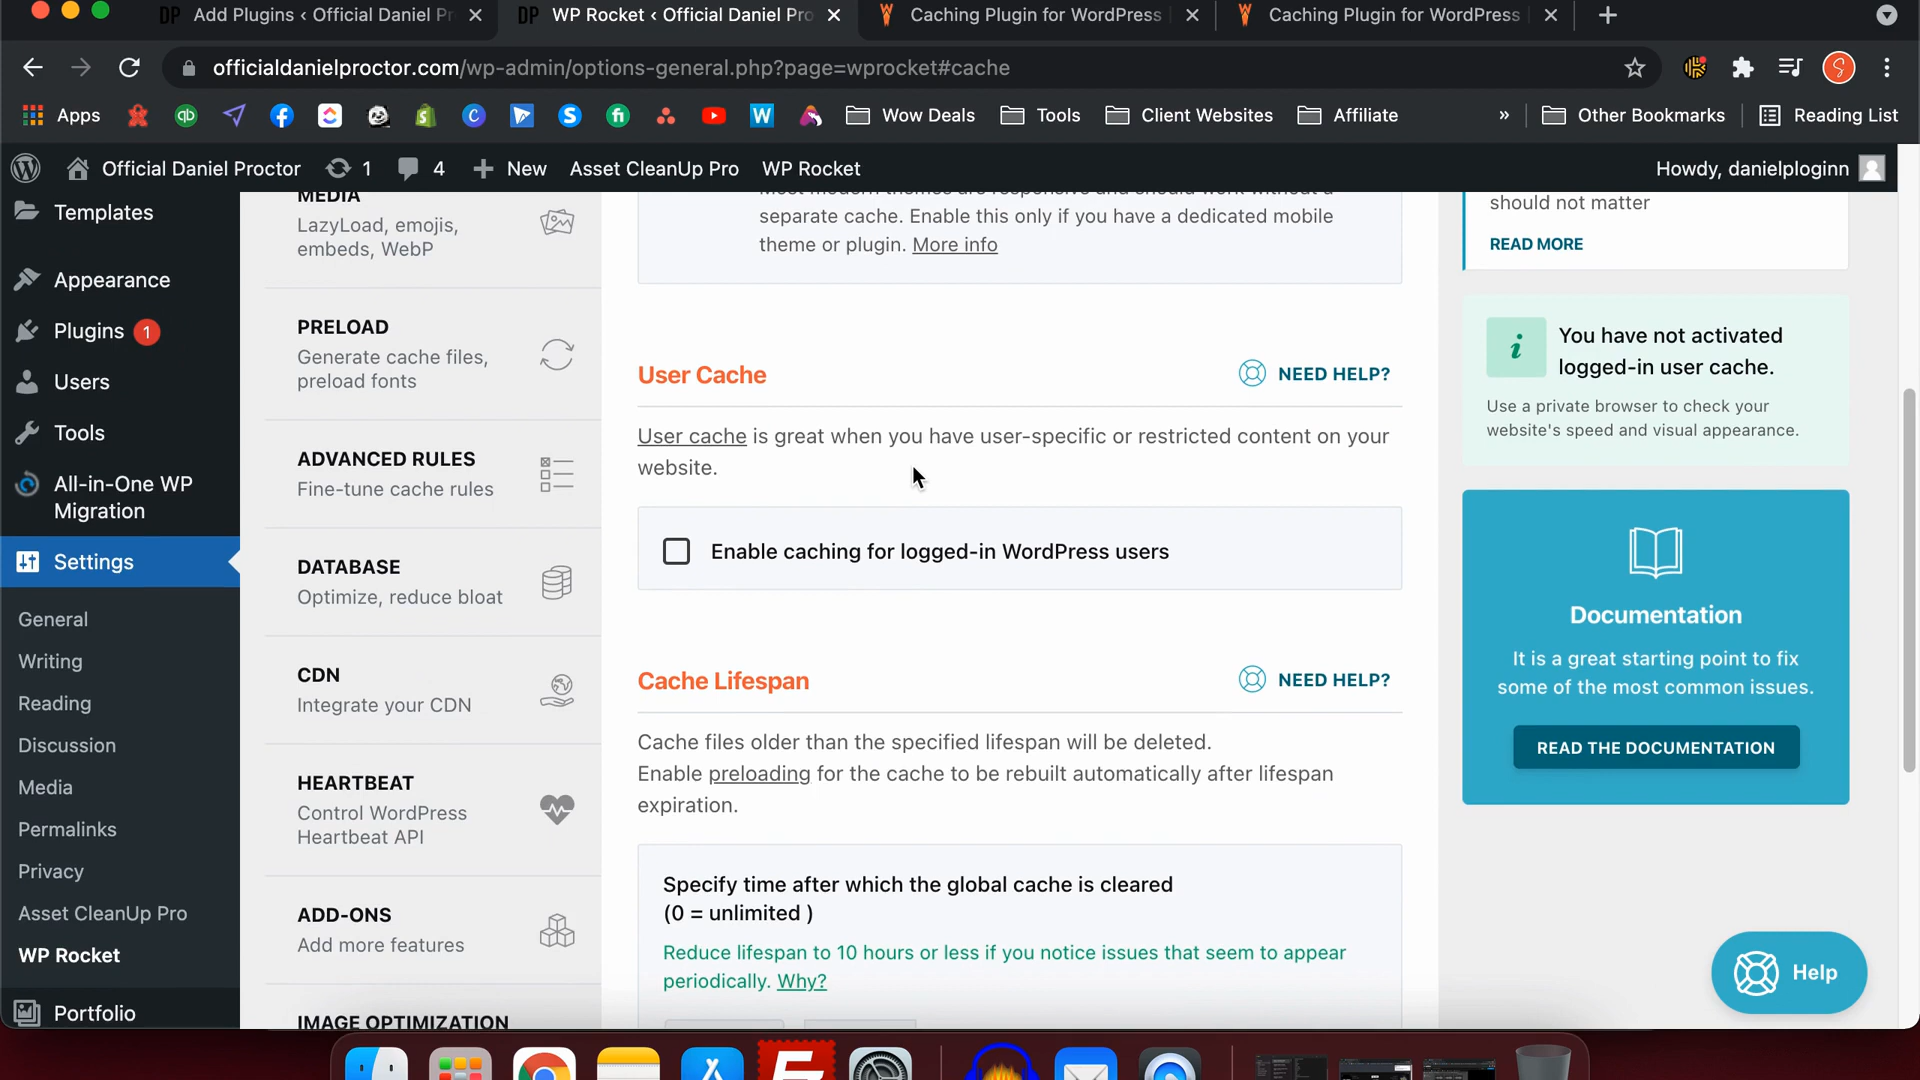 Add Plugins ‹ Official Daniel Pr
WP Rocket ‹ Official Daniel Pro
Caching Plugin for WordPress
Caching Plugin for WordPress
officialdanielproctor.com/wp-admin/options-general.php?page=wprocket#cache
Apps
Wow Deals
Tools
Client Websites
Affiliate
»
Other Bookmarks
Reading List
Official Daniel Proctor
1
4
New
Asset CleanUp Pro
WP Rocket
Howdy, danielploginn
Templates
Appearance
Plugins 1
Users
Tools
All-in-One WP
Migration
Settings
General
Writing
Reading
Discussion
Media
Permalinks
Privacy
Asset CleanUp Pro
WP Rocket
Portfolio
MEDIA
LazyLoad, emojis,
embeds, WebP
PRELOAD
Generate cache files,
preload fonts
ADVANCED RULES
Fine-tune cache rules
DATABASE
Optimize, reduce bloat
CDN
Integrate your CDN
HEARTBEAT
Control WordPress
Heartbeat API
ADD-ONS
Add more features
IMAGE OPTIMIZATION
Most modern themes are responsive and should work without a
separate cache. Enable this only if you have a dedicated mobile
theme or plugin. More info
User Cache
NEED HELP?
User cache is great when you have user-specific or restricted content on your
website.
Enable caching for logged-in WordPress users
Cache Lifespan
NEED HELP?
Cache files older than the specified lifespan will be deleted.
Enable preloading for the cache to be rebuilt automatically after lifespan
expiration.
Specify time after which the global cache is cleared
(0 = unlimited )
Reduce lifespan to 10 hours or less if you notice issues that seem to appear
periodically. Why?
should not matter
READ MORE
You have not activated
logged-in user cache.
Use a private browser to check your
website's speed and visual appearance.
Documentation
It is a great starting point to fix
some of the most common issues.
READ THE DOCUMENTATION
Help